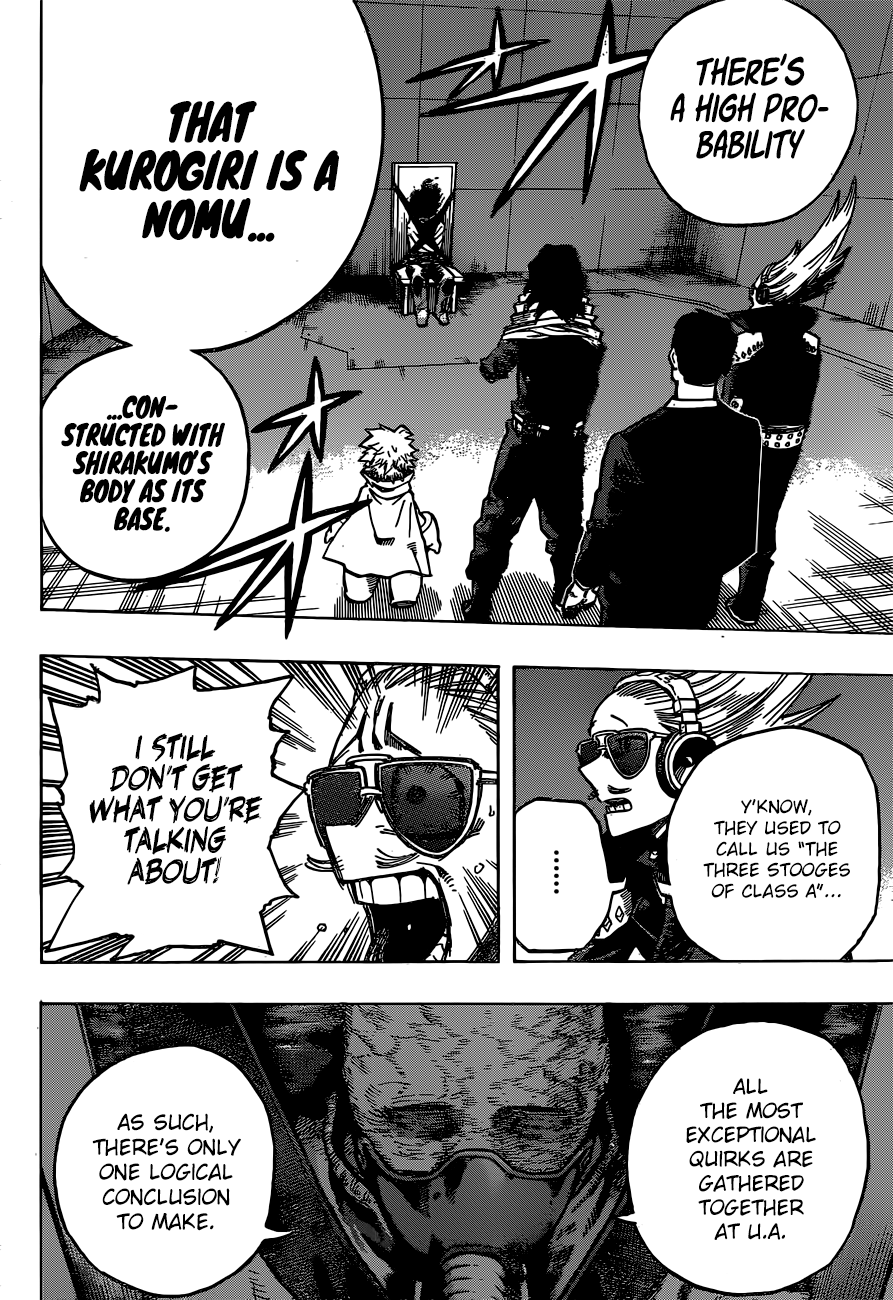 THERE'S
A HIGH PRO-
BABILITY
THAT
KUROGIRI IS A
NOMU...
...CON-
STRUCTED WITH
SHIRAKUMO'S
BODY AS ITS
BASE.
Y'KNOW,
THEY USED TO
CALL US "THE
THREE STOOGES
OF CLASS A"...
......
I STILL
DON'T GET
WHAT YOU'RE
TALKING
ABOUT!
ALL
THE MOST
EXCEPTIONAL
QUIRKS ARE
GATHERED
TOGETHER
AT U.A.
AS SUCH,
THERE'S ONLY
ONE LOGICAL
CONCLUSION
TO MAKE.